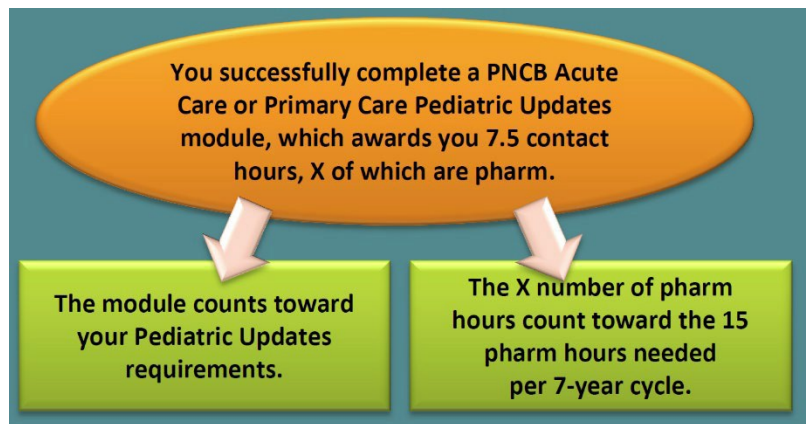 You successfully complete a PNCB Acute
Care or Primary Care Pediatric Updates
module, which awards you 7.5 contact
hours, X of which are pharm.
The module counts toward
your Pediatric Updates
requirements.
The X number of pharm
hours count toward the 15
pharm hours needed
per 7-year cycle.